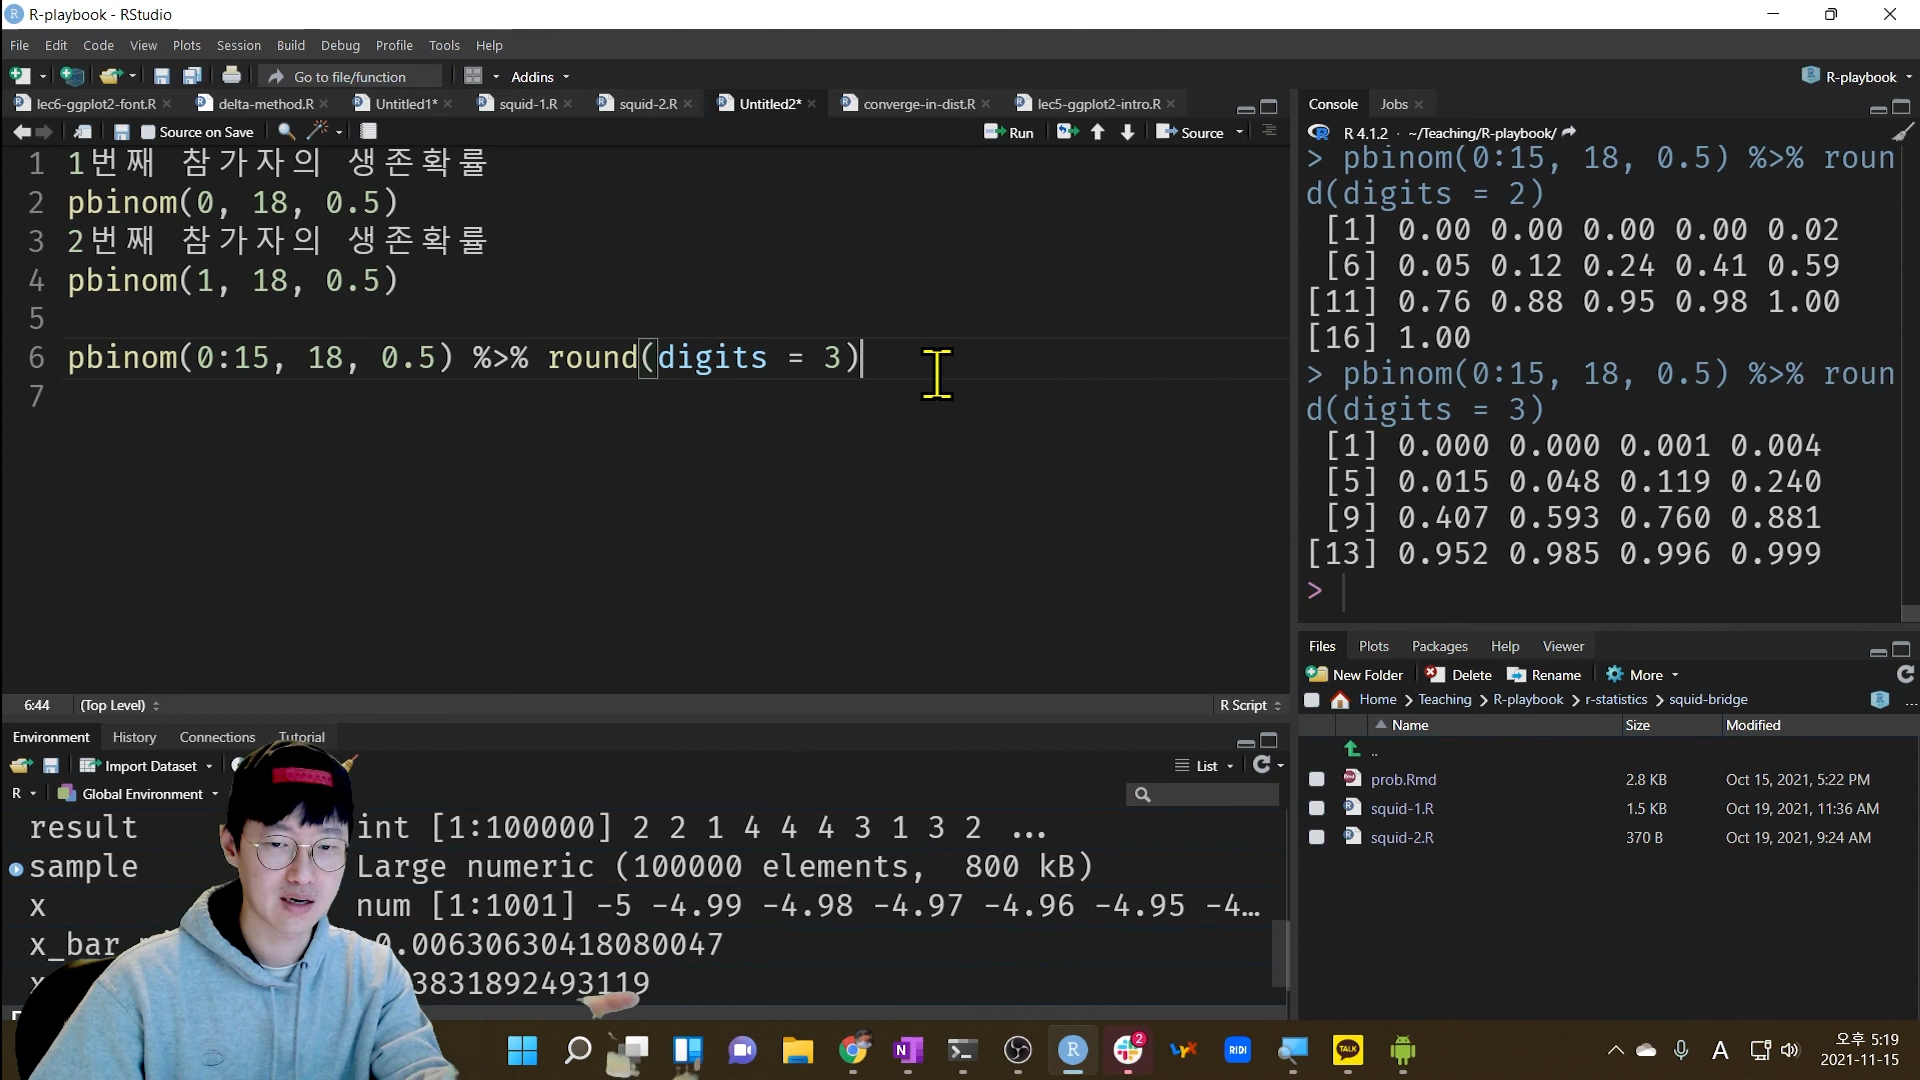 R-playbook - RStudio
File Edit Code View Plots Session Build Debug Profile Tools Help
Go to file/function Addins R-playbook
lec6-ggplot2-font.R delta-method.R Untitled1* squid-1.R squid-2.R Untitled2* converge-in-dist.R lec5-ggplot2-intro.R
Source on Save Run Source
1 1번째 참가자의 생존확률
2 pbinom(0, 18, 0.5)
3 2번째 참가자의 생존확률
4 pbinom(1, 18, 0.5)
5
6 pbinom(0:15, 18, 0.5) %>% round(digits = 3)
7
6:44 (Top Level) R Script
Console Jobs
R 4.1.2 · ~/Teaching/R-playbook/
> pbinom(0:15, 18, 0.5) %>% roun
d(digits = 2)
[1] 0.00 0.00 0.00 0.00 0.02
[6] 0.05 0.12 0.24 0.41 0.59
[11] 0.76 0.88 0.95 0.98 1.00
[16] 1.00
> pbinom(0:15, 18, 0.5) %>% roun
d(digits = 3)
[1] 0.000 0.000 0.001 0.004
[5] 0.015 0.048 0.119 0.240
[9] 0.407 0.593 0.760 0.881
[13] 0.952 0.985 0.996 0.999
>
Environment History Connections Tutorial
Import Dataset List
R Global Environment
result int [1:100000] 2 2 1 4 4 4 3 1 3 2 ...
sample Large numeric (100000 elements, 800 kB)
x num [1:1001] -5 -4.99 -4.98 -4.97 -4.96 -4.95 -4…
x_bar 0.00630630418080047
3831892493119
Files Plots Packages Help Viewer
New Folder Delete Rename More
Home Teaching R-playbook r-statistics squid-bridge ...
Name Size Modified
..
prob.Rmd 2.8 KB Oct 15, 2021, 5:22 PM
squid-1.R 1.5 KB Oct 19, 2021, 11:36 AM
squid-2.R 370 B Oct 19, 2021, 9:24 AM
N R 2 RIDI TALK
A 오후 5:19
2021-11-15